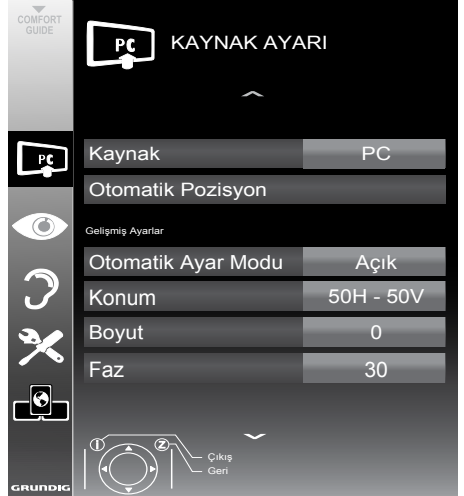 COMFORT
GUIDE
PC KAYNAK AYARI
PC
Kaynak PC
Otomatik Pozisyon
Gelişmiş Ayarlar
Otomatik Ayar Modu Açık
Konum 50H - 50V
Boyut 0
Faz 30
I Z
Çıkış
Geri
GRUNDIG